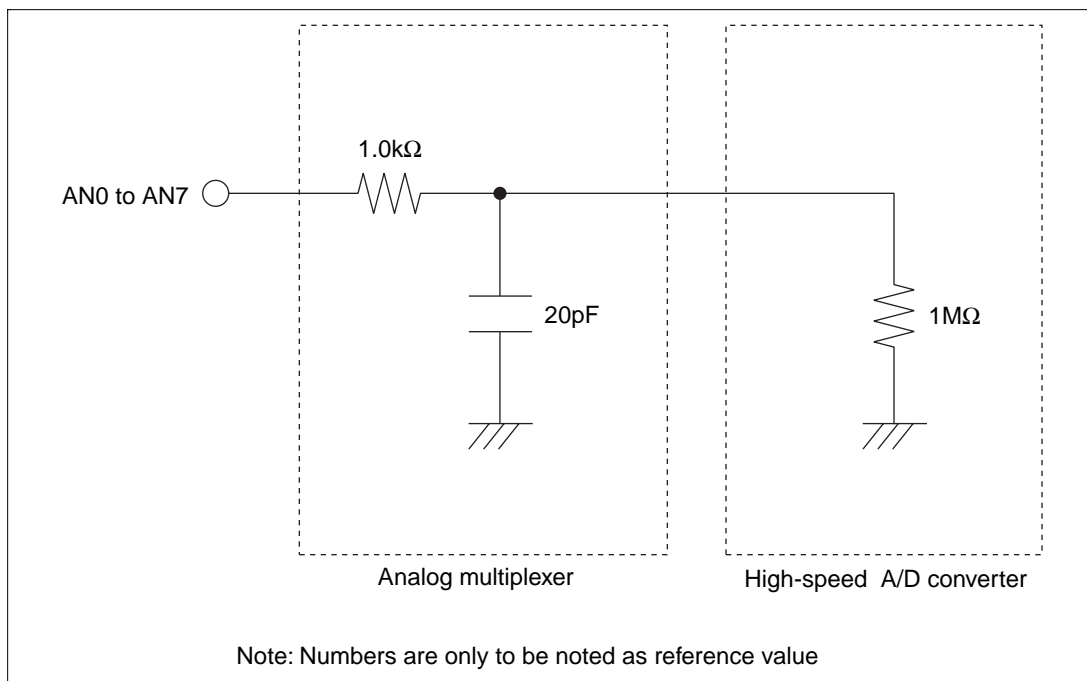 1.0kΩ
AN0 to AN7
20pF
1MΩ
Analog multiplexer
High-speed A/D converter
Note: Numbers are only to be noted as reference value